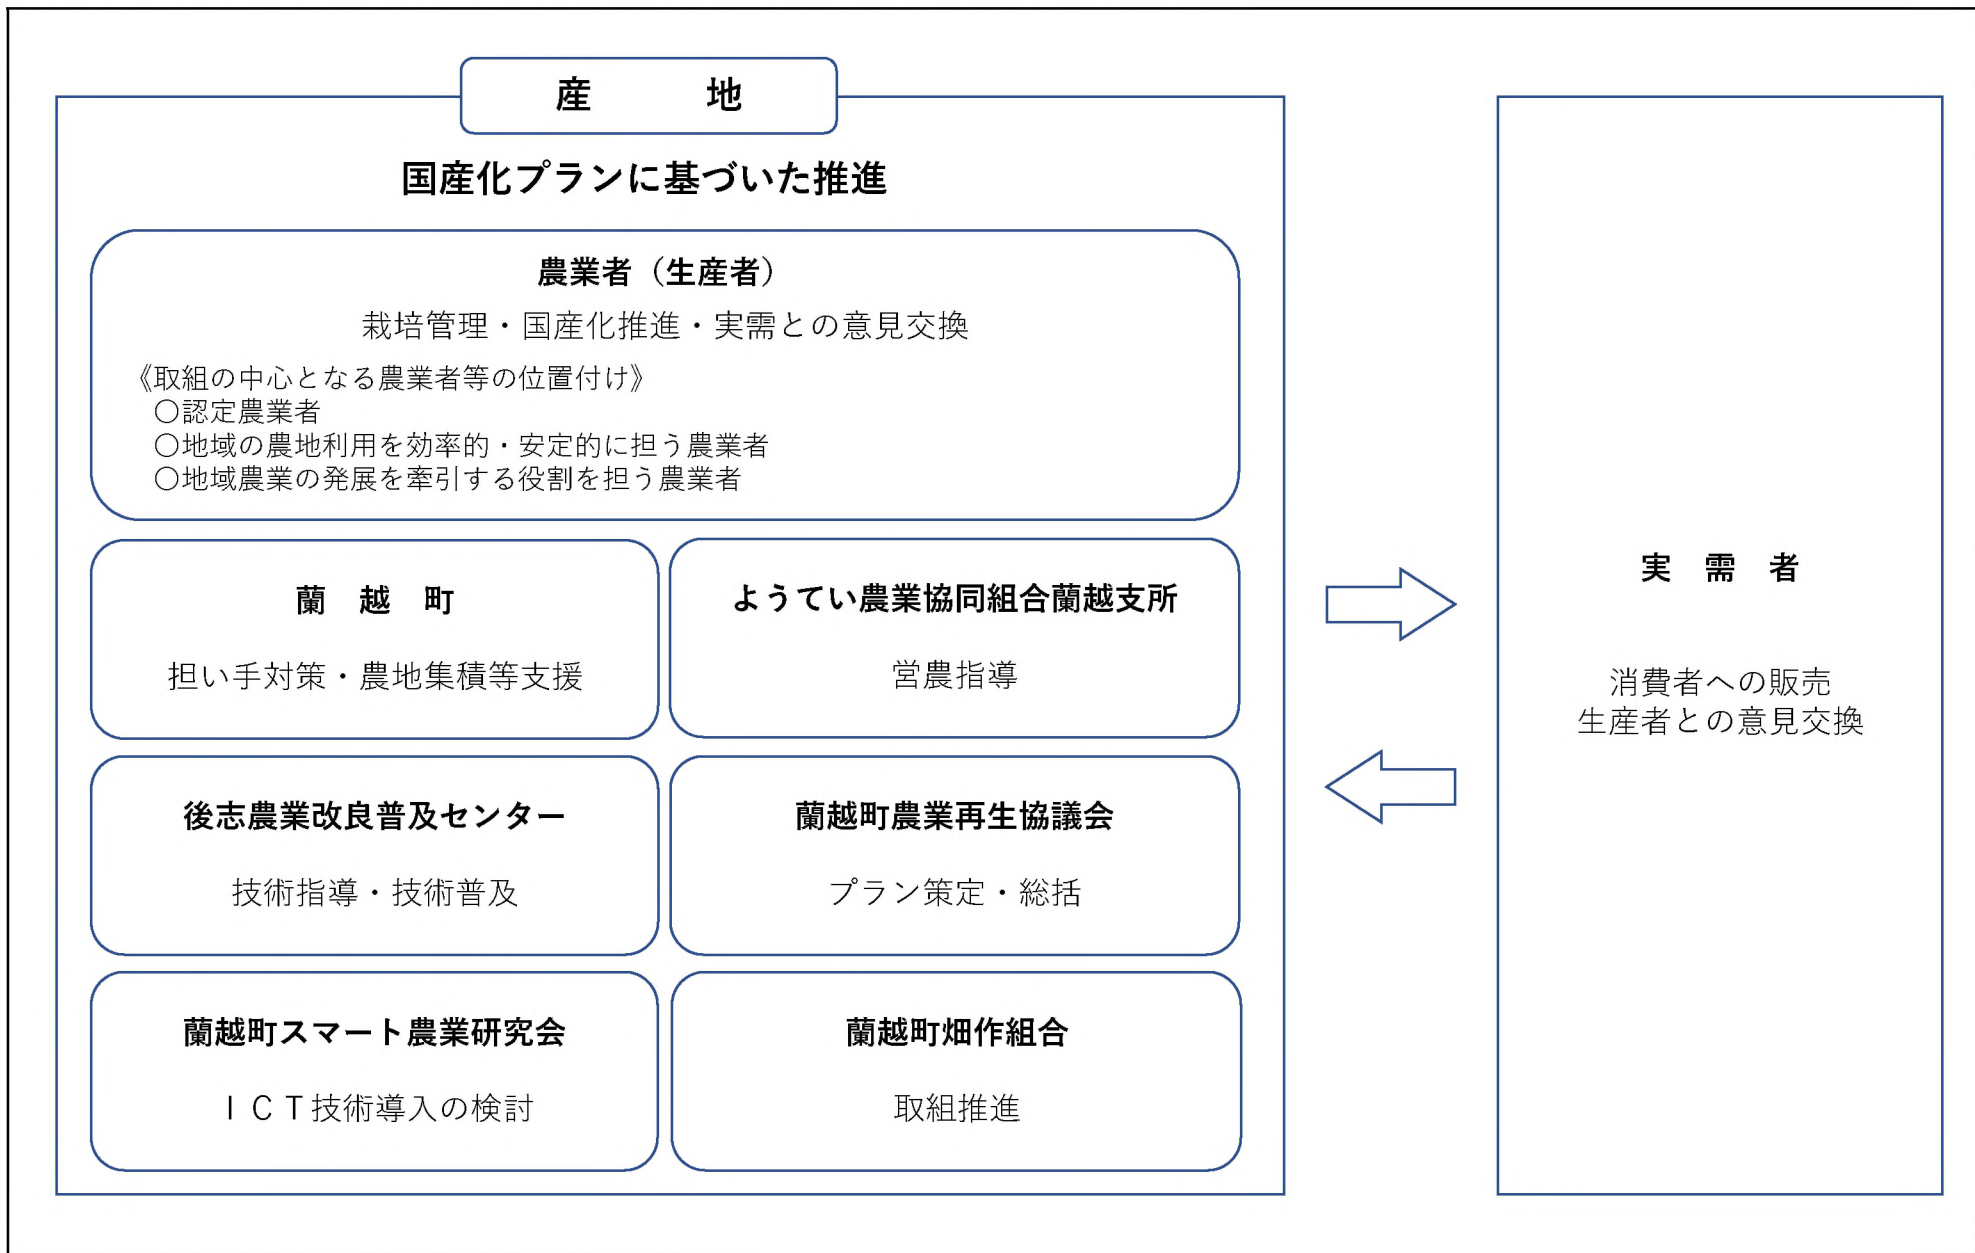 産　　地
国産化プランに基づいた推進
農業者（生産者）
栽培管理・国産化推進・実需との意見交換
《取組の中心となる農業者等の位置付け》
〇認定農業者
〇地域の農地利用を効率的・安定的に担う農業者
〇地域農業の発展を牽引する役割を担う農業者
蘭　越　町
担い手対策・農地集積等支援
ようてい農業協同組合蘭越支所
営農指導
後志農業改良普及センター
技術指導・技術普及
蘭越町農業再生協議会
プラン策定・総括
蘭越町スマート農業研究会
ＩＣＴ技術導入の検討
蘭越町畑作組合
取組推進
実　需　者
消費者への販売
生産者との意見交換